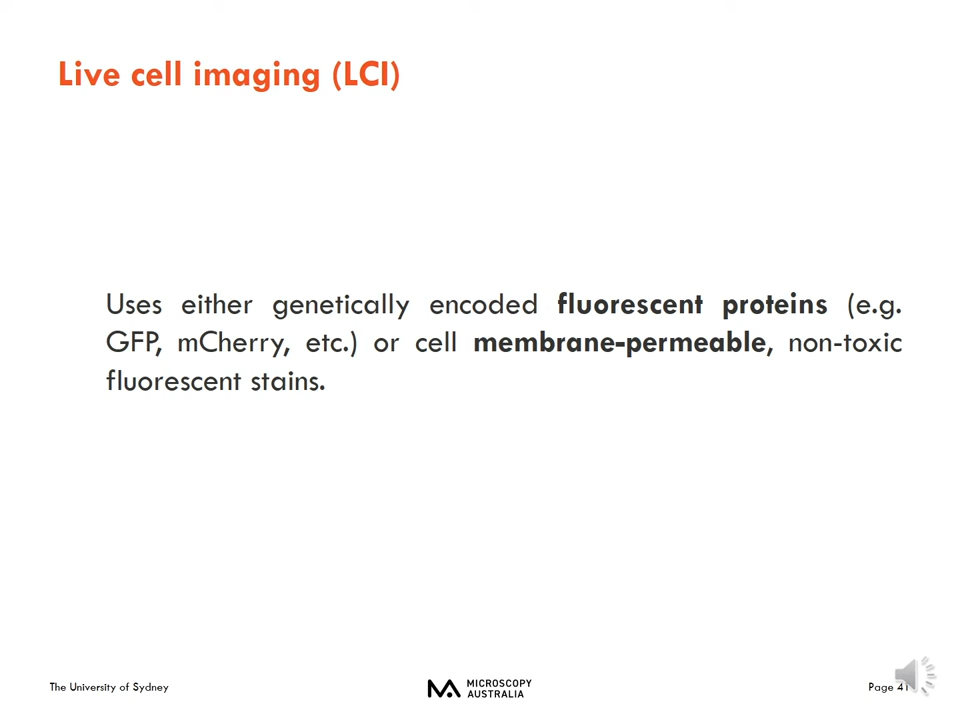 Live cell imaging (LCI)
Uses either genetically encoded fluorescent proteins (e.g.
GFP, mCherry, etc.) or cell membrane-permeable, non-toxic
fluorescent stains.
The University of Sydney
MICROSCOPY
AUSTRALIA
Page 41